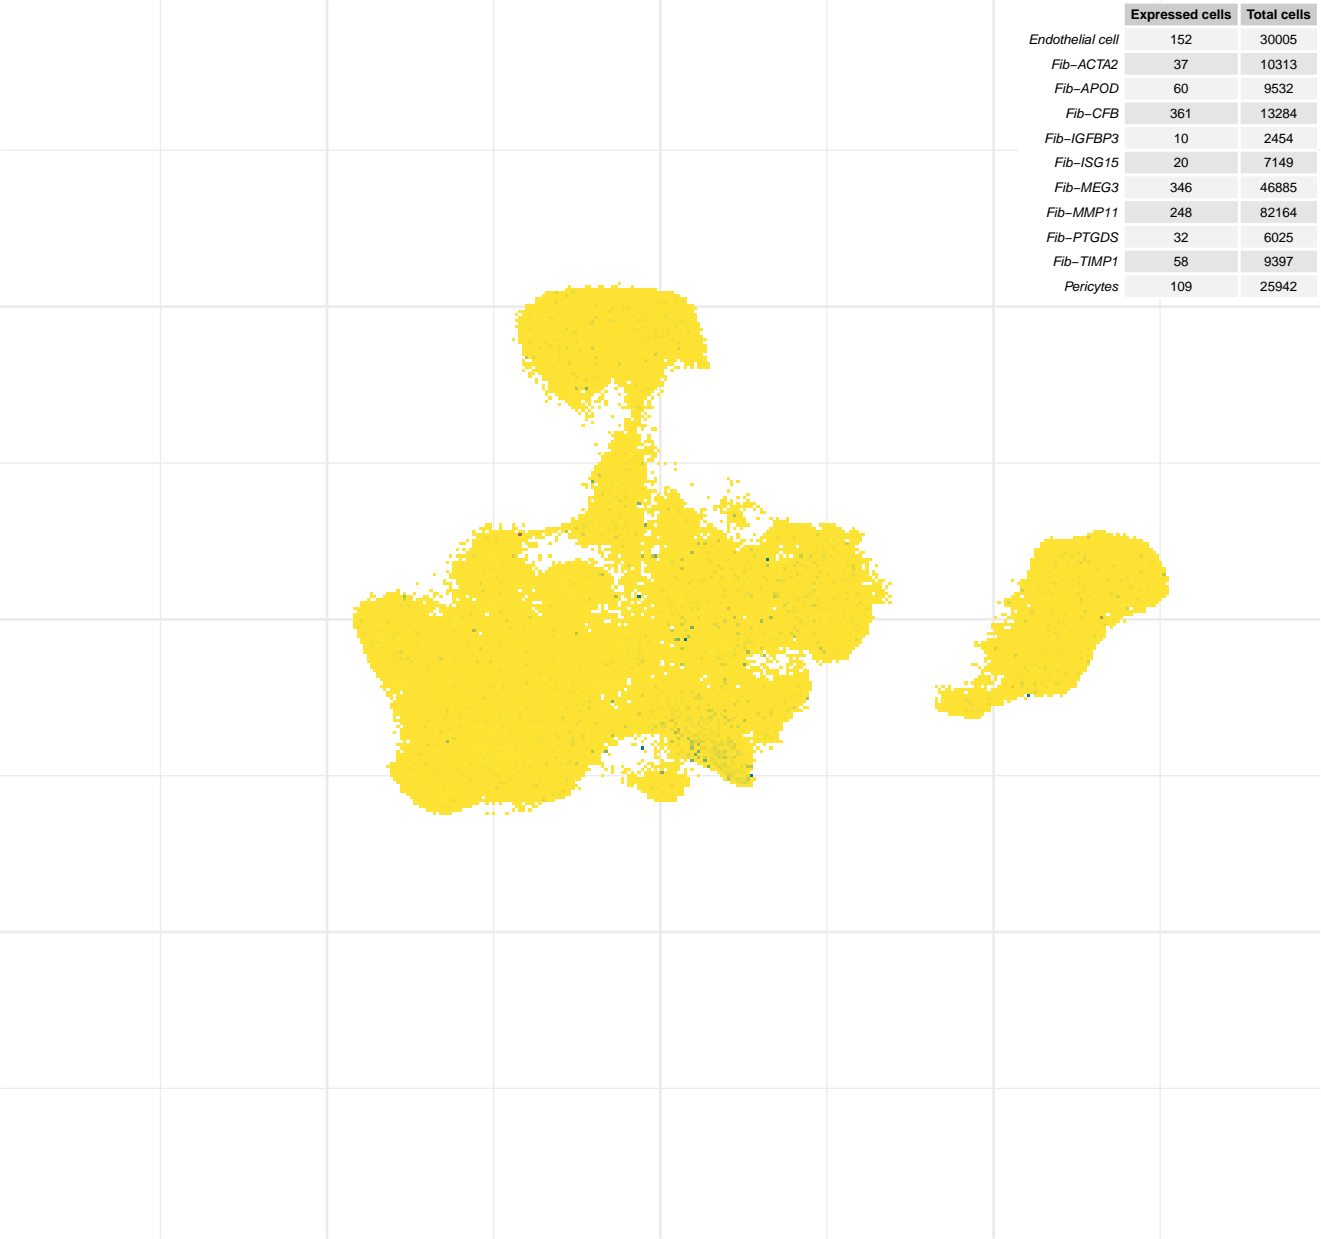 Expressed cells Total cells
Endothelial cell 152 30005
Fib−ACTA2 37 10313
Fib−APOD 60 9532
Fib−CFB 361 13284
Fib−IGFBP3 10 2454
Fib−ISG15 20 7149
Fib−MEG3 346 46885
Fib−MMP11 248 82164
Fib−PTGDS 32 6025
Fib−TIMP1 58 9397
Pericytes 109 25942